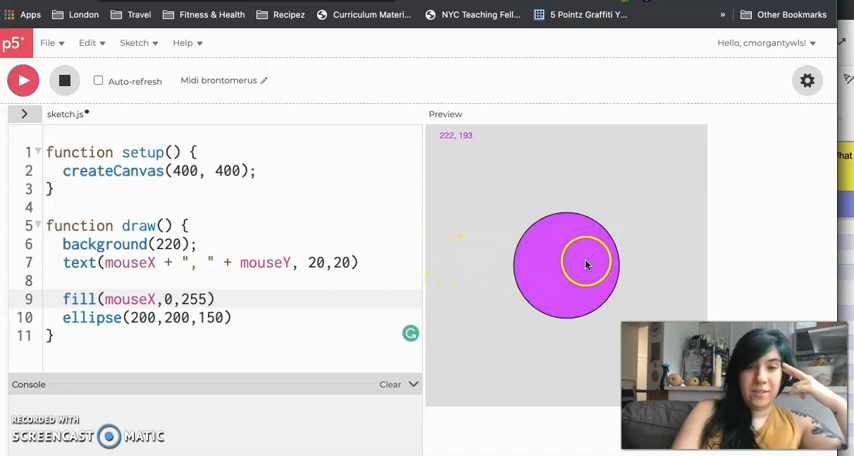 Apps London Travel Fitness & Health Recipez Curriculum Materi... NYC Teaching Fell... 5 Pointz Graffiti Y... » Other Bookmarks
p5* File Edit Sketch Help Hello, cmorgantywls!
Auto-refresh Midi brontomerus
> sketch.js Preview
222, 193
1 function setup() {
2 createCanvas(400, 400);
3 }
4
5 function draw() {
6 background(220);
7 text(mouseX + ", " + mouseY, 20,20)
8
9 fill(mouseX,0,255)
10 ellipse(200,200,150)
11 }
Console Clear
RECORDED WITH
SCREENCAST MATIC